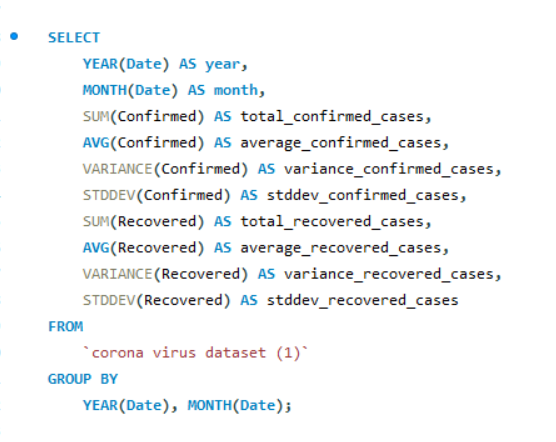 SELECT
YEAR(Date) AS year,
MONTH(Date) AS month,
SUM(Confirmed) AS total_confirmed_cases,
AVG(Confirmed) AS average_confirmed_cases,
VARIANCE(Confirmed) AS variance_confirmed_cases,
STDDEV(Confirmed) AS stddev_confirmed_cases,
SUM(Recovered) AS total_recovered_cases,
AVG(Recovered) AS average_recovered_cases,
VARIANCE(Recovered) AS variance_recovered_cases,
STDDEV(Recovered) AS stddev_recovered_cases
FROM
`corona virus dataset (1)`
GROUP BY
YEAR(Date), MONTH(Date);